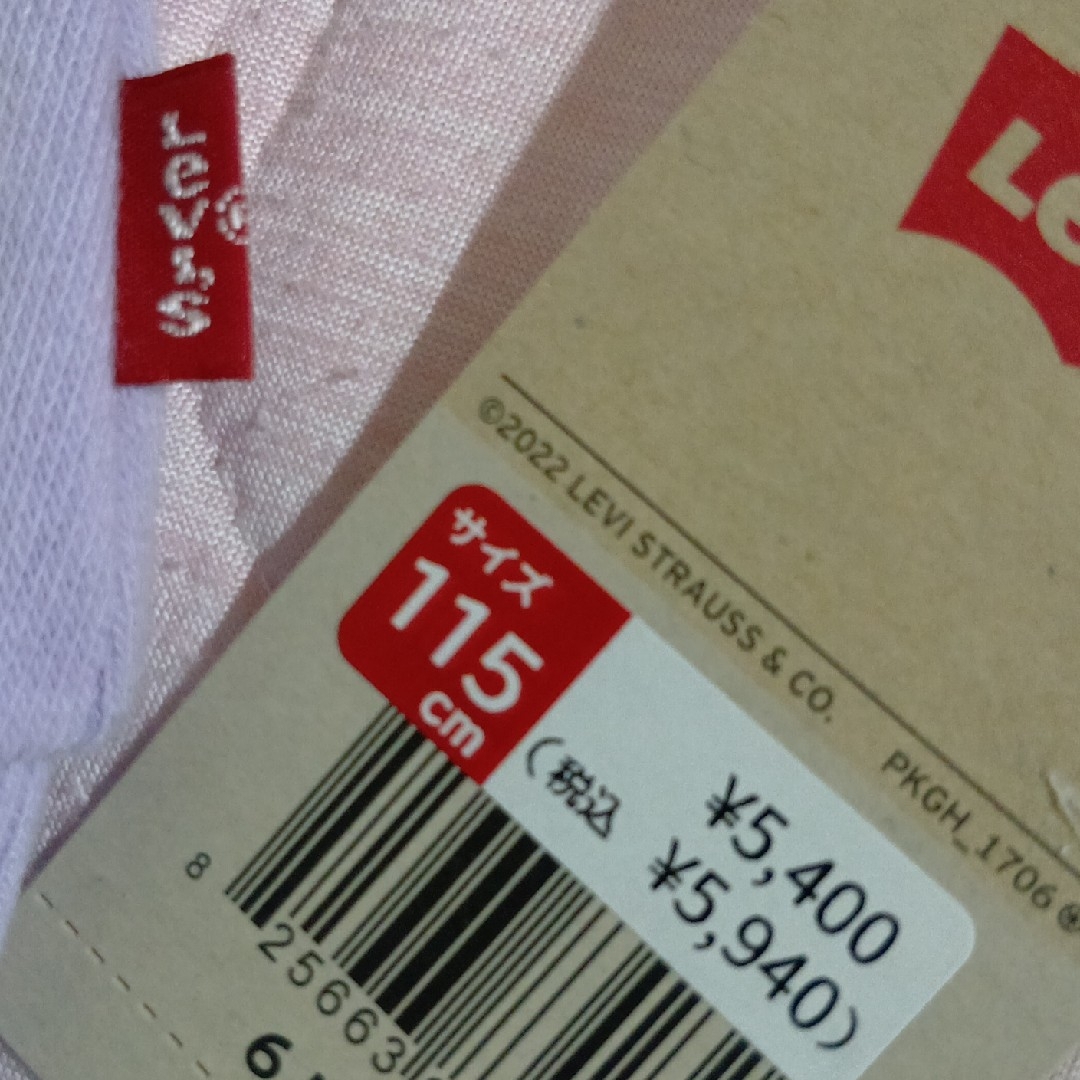 Levi's
®
Le
©2022 LEVI STRAUSS & CO.
PKGH_1706
サイズ
115
cm
¥5,400
(税込 ¥5,940)
8
25663
6